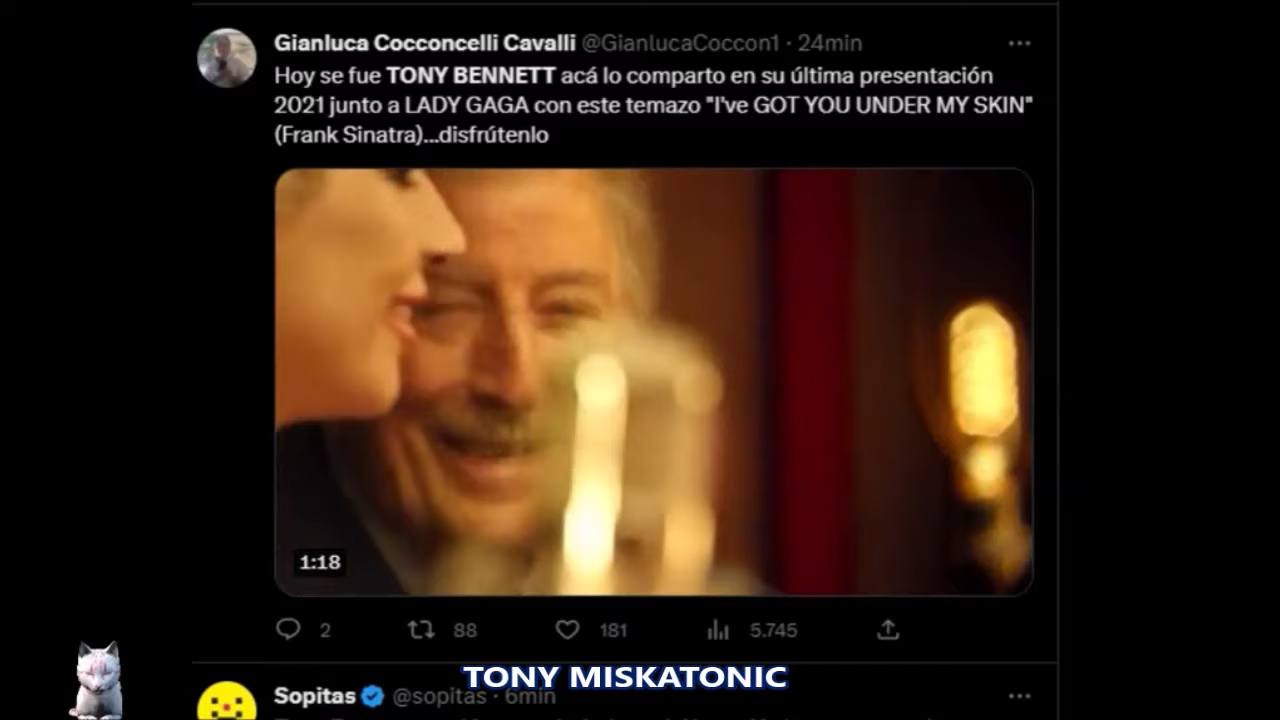 Gianluca Cocconcelli Cavalli @GianlucaCoccon1 · 24min
Hoy se fue TONY BENNETT acá lo comparto en su última presentación
2021 junto a LADY GAGA con este temazo "I've GOT YOU UNDER MY SKIN"
(Frank Sinatra)...disfrútenlo
1:18
2 88 181 5.745
TONY MISKATONIC
Sopitas @sopitas · 6min